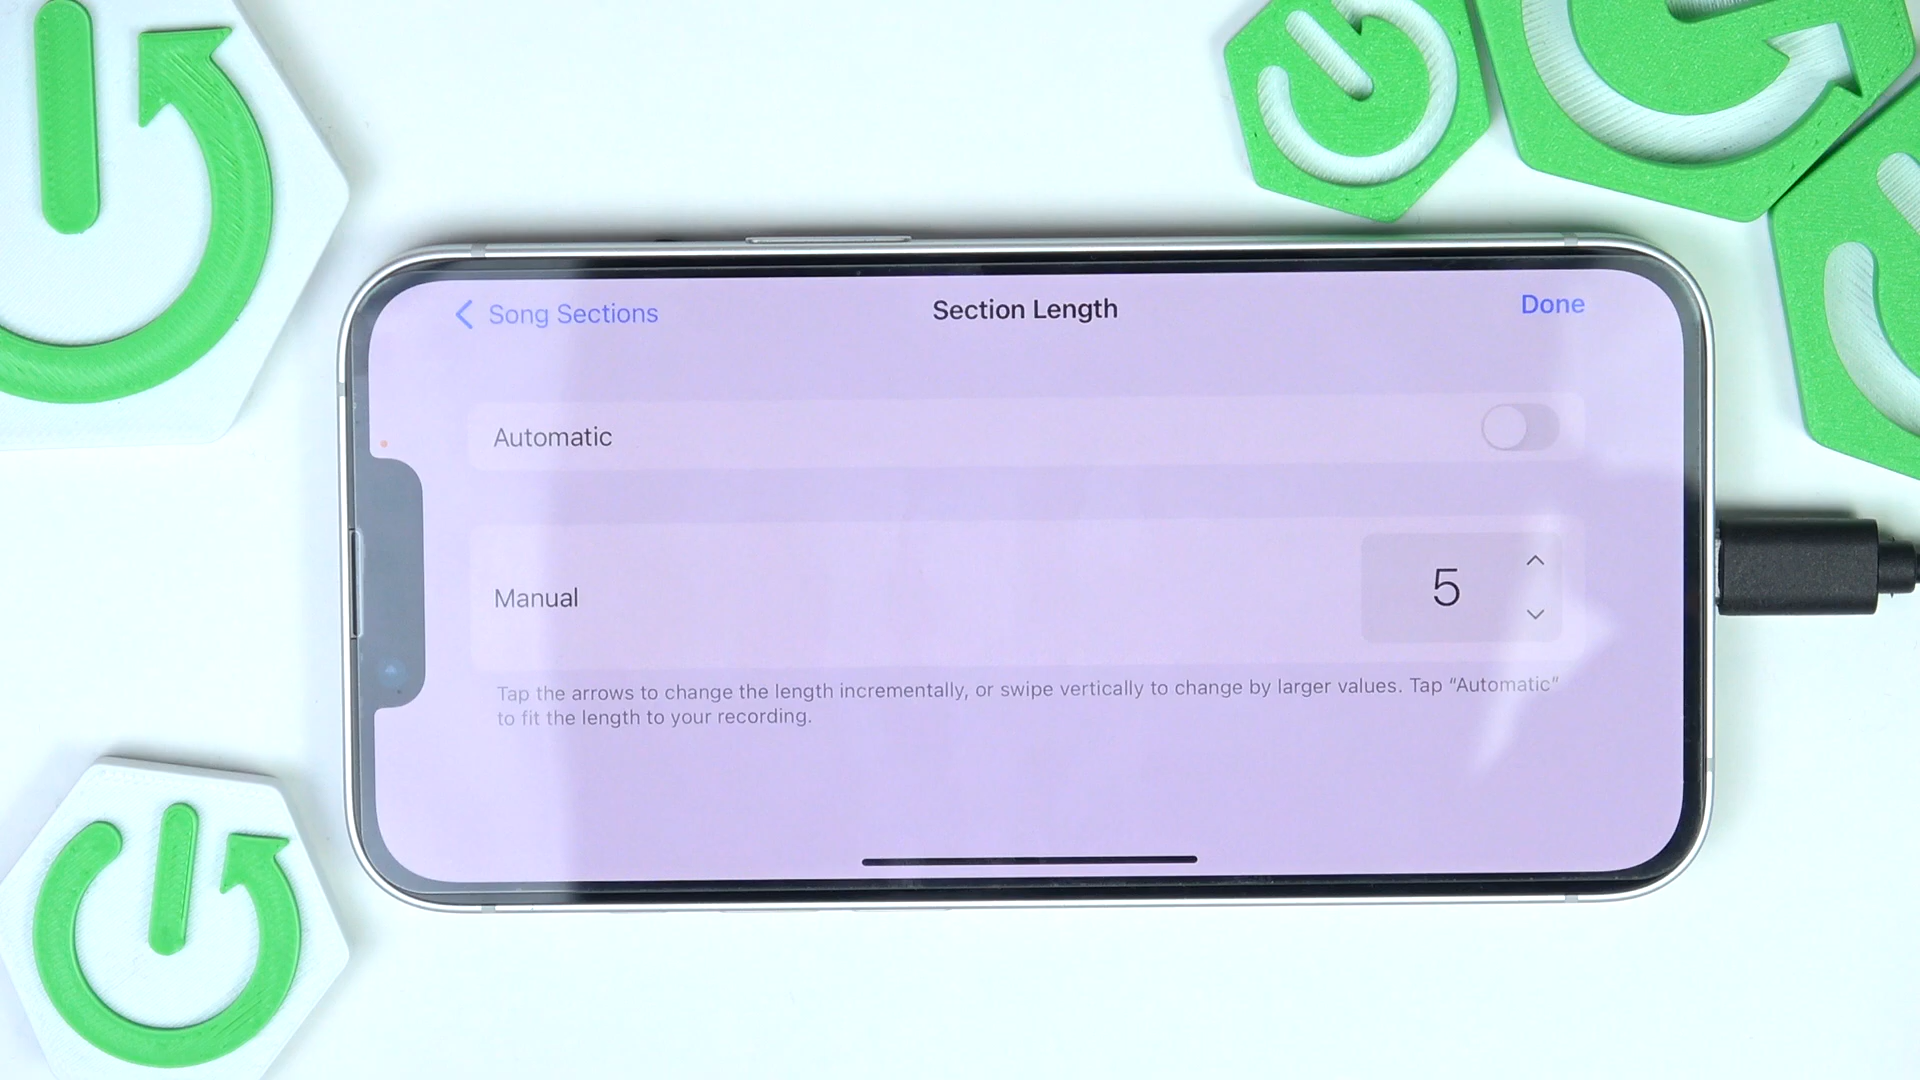 Song Sections
Section Length
Done
Automatic
Manual
5
Tap the arrows to change the length incrementally, or swipe vertically to change by larger values. Tap “Automatic”
to fit the length to your recording.